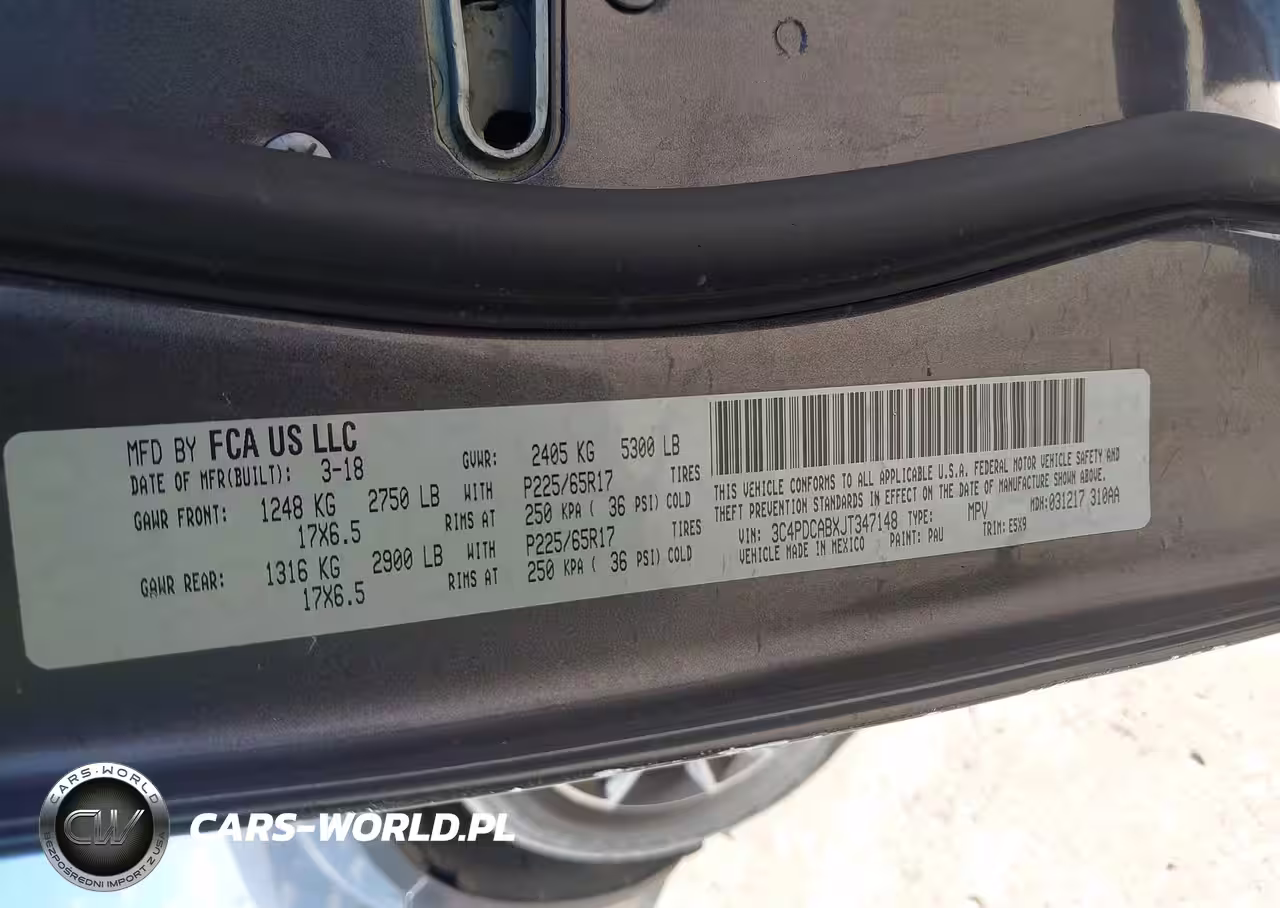 MFD BY FCA US LLC
DATE OF MFR(BUILT): 3-18 GVWR: 2405 KG 5300 LB
GAWR FRONT: 1248 KG 2750 LB WITH P225/65R17 TIRES
17X6.5 RIMS AT 250 KPA ( 36 PSI) COLD
GAWR REAR: 1316 KG 2900 LB WITH P225/65R17 TIRES
17X6.5 RIMS AT 250 KPA ( 36 PSI) COLD
THIS VEHICLE CONFORMS TO ALL APPLICABLE U.S.A. FEDERAL MOTOR VEHICLE SAFETY AND
THEFT PREVENTION STANDARDS IN EFFECT ON THE DATE OF MANUFACTURE SHOWN ABOVE.
VIN: 3C4PDCABXJT347148 TYPE: MPV MDH:031217 310AA
VEHICLE MADE IN MEXICO PAINT: PAU TRIM: E5X9
CARS-WORLD
CW
BEZPOŚREDNI IMPORT Z USA
CARS-WORLD.PL